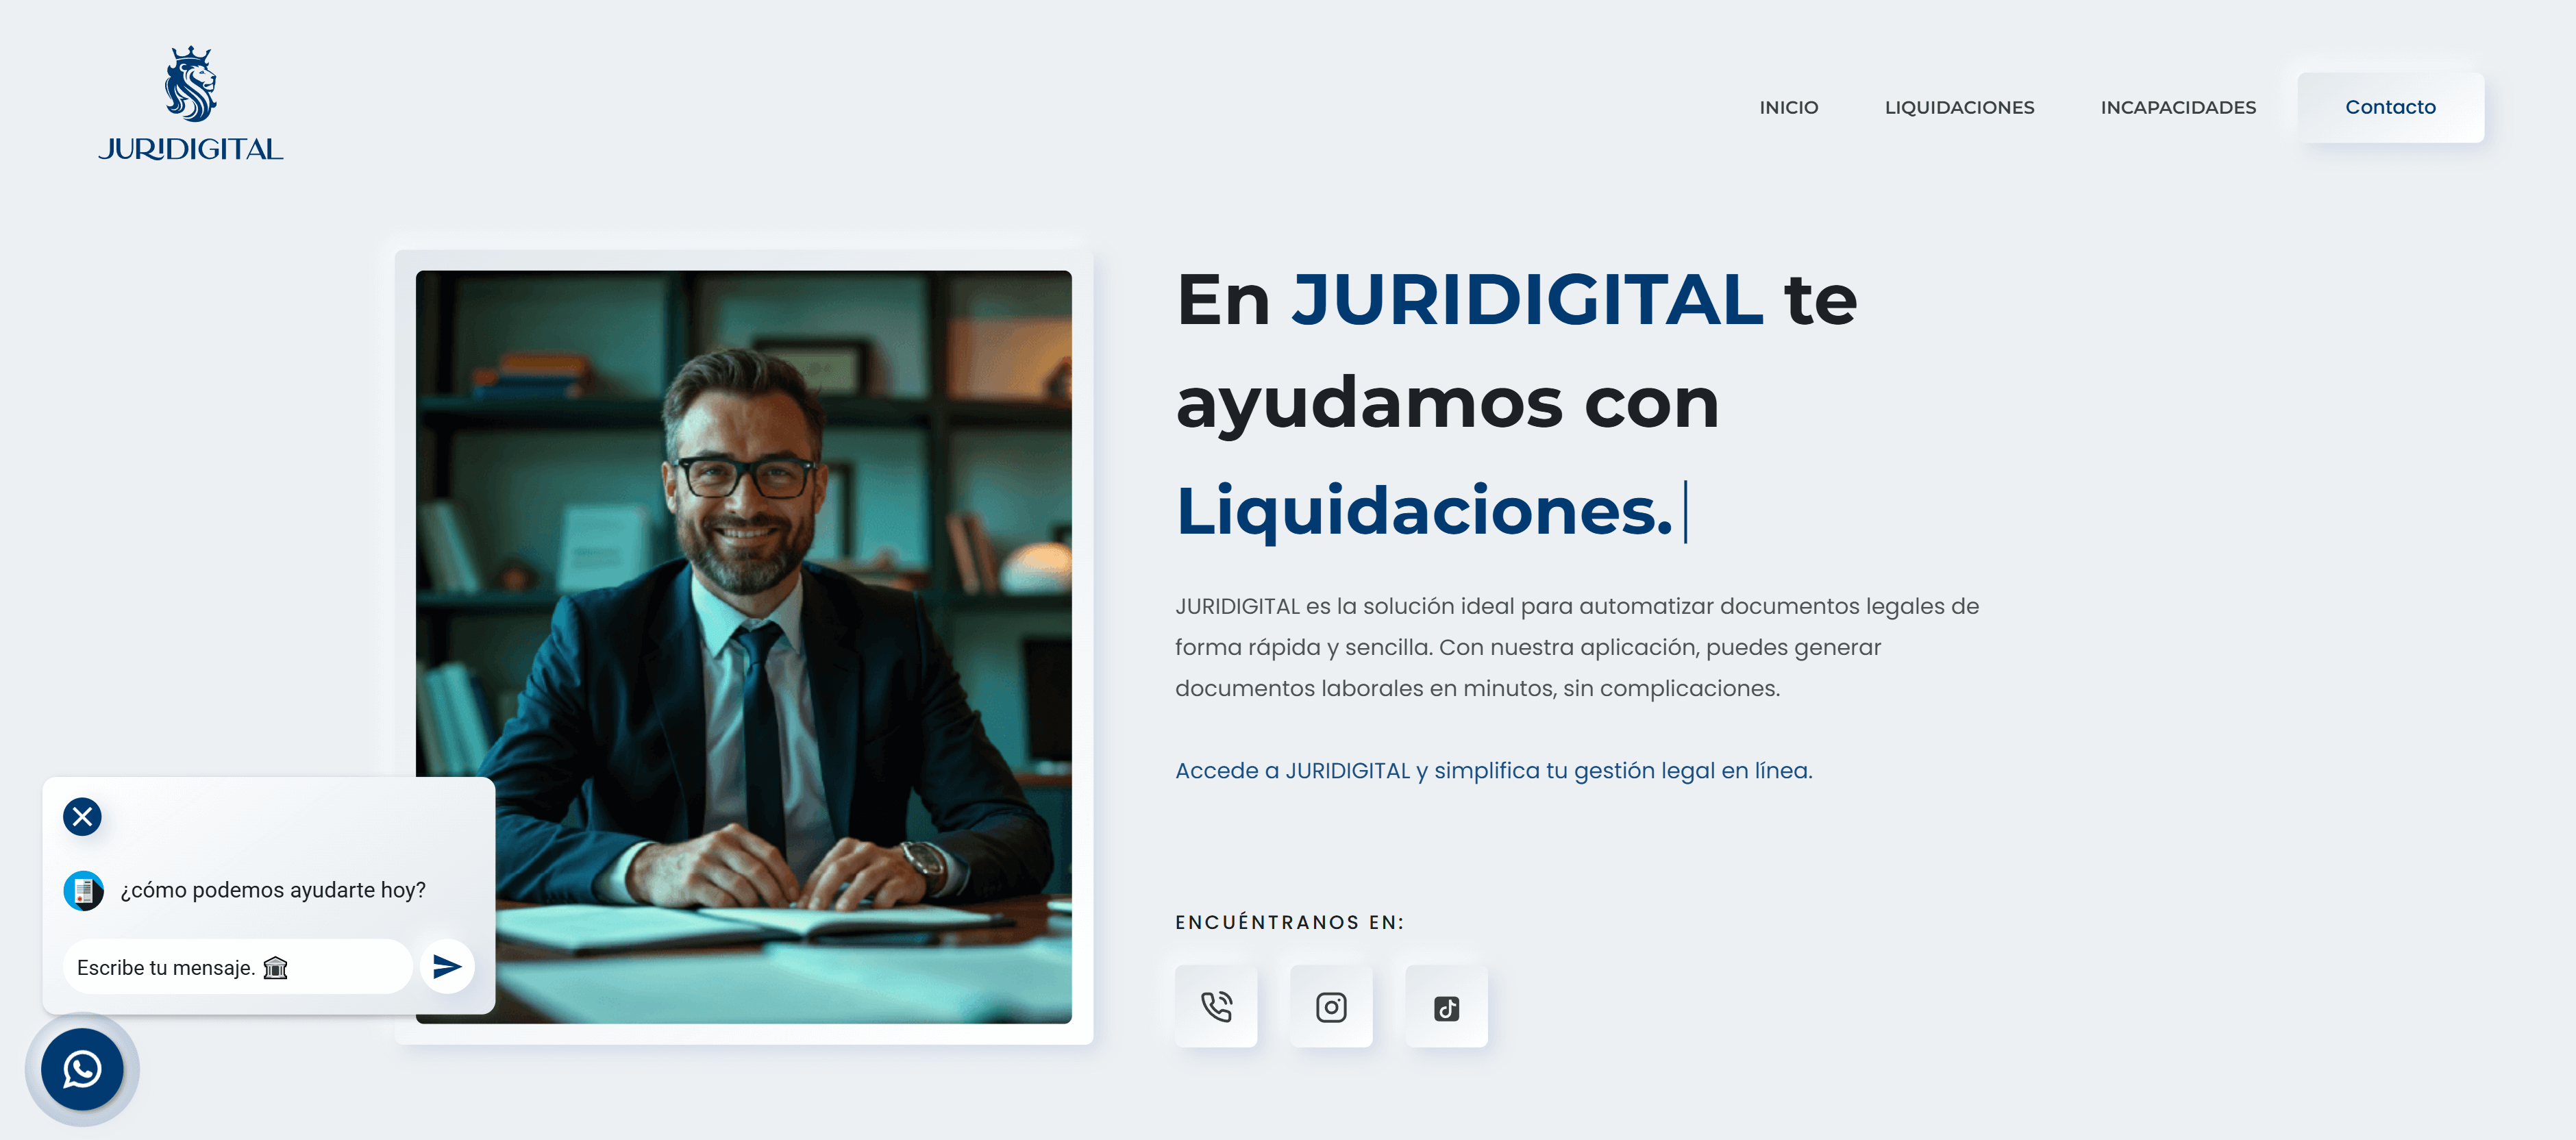 JURIDIGITAL
INICIO
LIQUIDACIONES
INCAPACIDADES
Contacto
En JURIDIGITAL te
ayudamos con
Liquidaciones.
JURIDIGITAL es la solución ideal para automatizar documentos legales de
forma rápida y sencilla. Con nuestra aplicación, puedes generar
documentos laborales en minutos, sin complicaciones.
Accede a JURIDIGITAL y simplifica tu gestión legal en línea.
ENCUÉNTRANOS EN:
¿cómo podemos ayudarte hoy?
Escribe tu mensaje. 🏛️